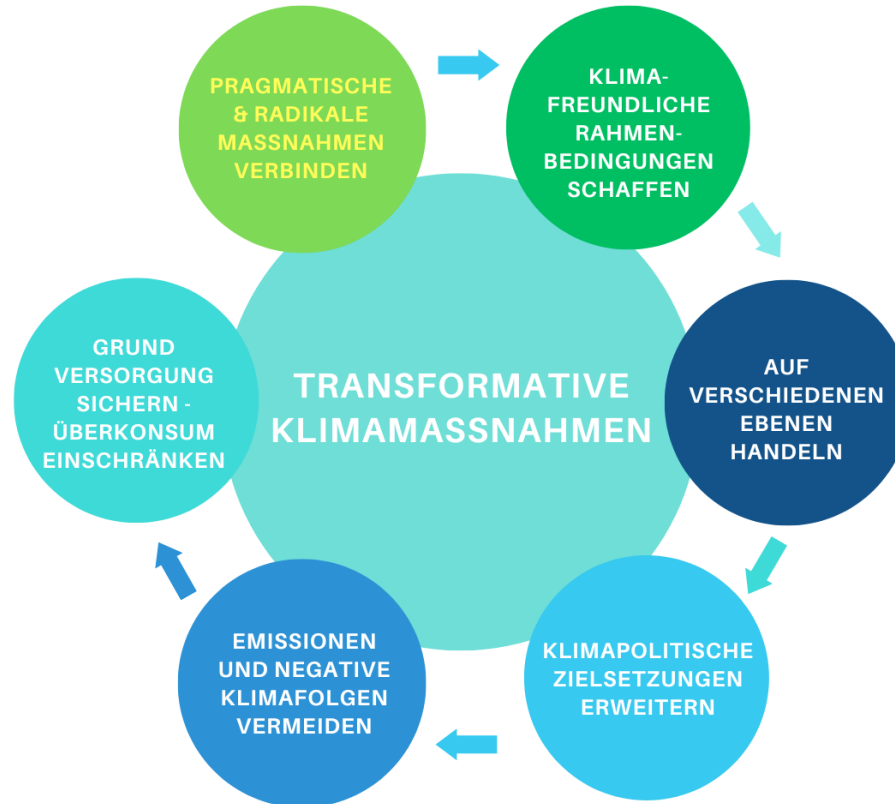 PRAGMATISCHE
& RADIKALE
MASSNAHMEN
VERBINDEN
KLIMA-
FREUNDLICHE
RAHMEN-
BEDINGUNGEN
SCHAFFEN
AUF
VERSCHIEDENEN
EBENEN
HANDELN
KLIMAPOLITISCHE
ZIELSETZUNGEN
ERWEITERN
EMISSIONEN
UND NEGATIVE
KLIMAFOLGEN
VERMEIDEN
GRUND
VERSORGUNG
SICHERN -
ÜBERKONSUM
EINSCHRÄNKEN
TRANSFORMATIVE
KLIMAMASSNAHMEN